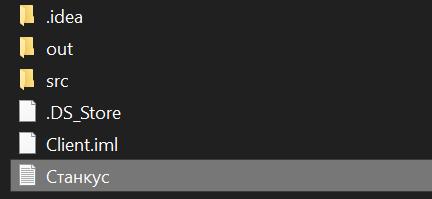 .idea
out
src
.DS_Store
Client.iml
Станкус